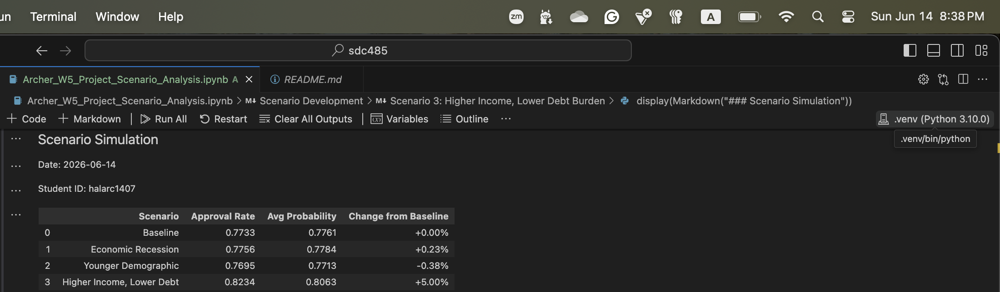 un Terminal Window Help zm A Sun Jun 14 8:38 PM
sdc485
Archer_W5_Project_Scenario_Analysis.ipynb A README.md
Archer_W5_Project_Scenario_Analysis.ipynb > M↓ Scenario Development > M↓ Scenario 3: Higher Income, Lower Debt Burden > display(Markdown("### Scenario Simulation"))
+ Code + Markdown | Run All Restart Clear All Outputs | (x) Variables Outline ... .venv (Python 3.10.0)
.venv/bin/python
Scenario Simulation
Date: 2026-06-14
Student ID: halarc1407
Scenario Approval Rate Avg Probability Change from Baseline
0 Baseline 0.7733 0.7761 +0.00%
1 Economic Recession 0.7756 0.7784 +0.23%
2 Younger Demographic 0.7695 0.7713 -0.38%
3 Higher Income, Lower Debt 0.8234 0.8063 +5.00%